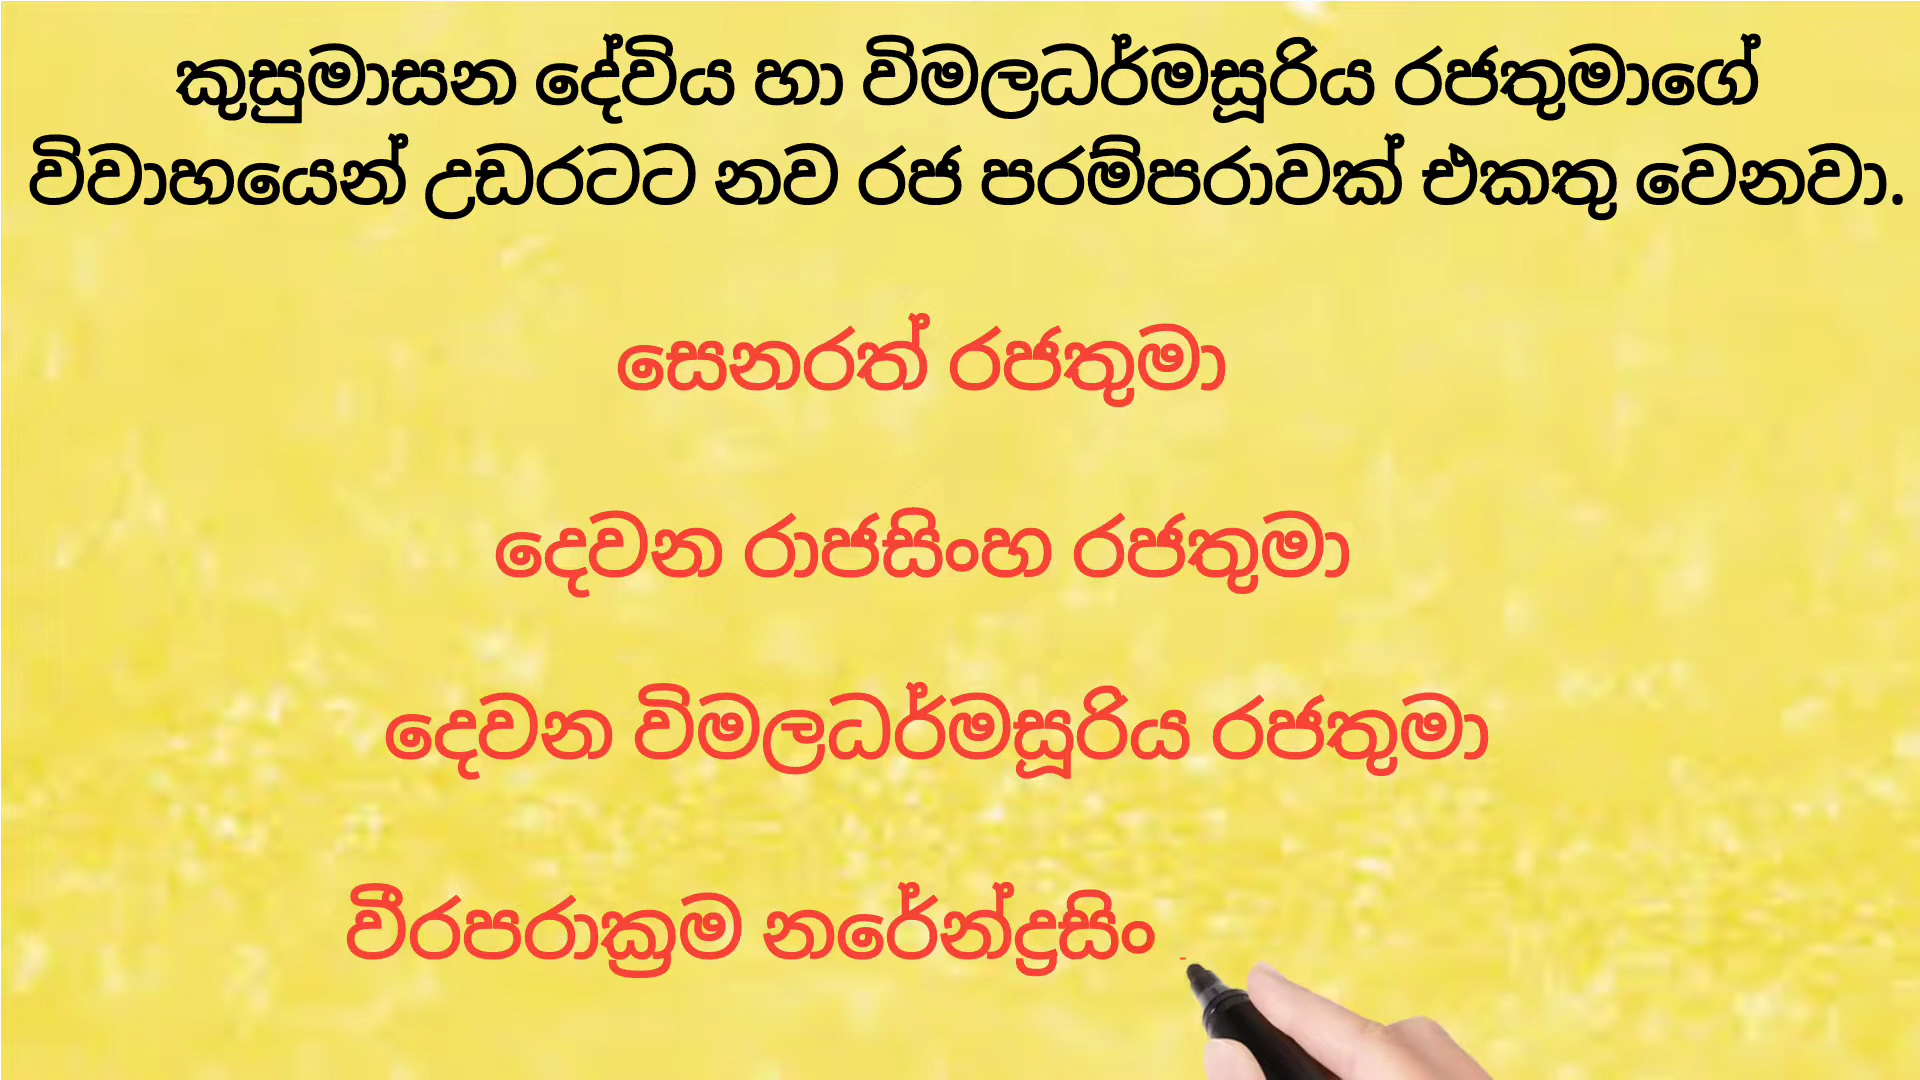 කුසුමාසන දේවිය හා විමලධර්මසූරිය රජතුමාගේ
විවාහයෙන් උඩරටට නව රජ පරම්පරාවක් එකතු වෙනවා.
සෙනරත් රජතුමා
දෙවන රාජසිංහ රජතුමා
දෙවන විමලධර්මසූරිය රජතුමා
වීරපරාක්‍රම නරේන්ද්‍රසිං